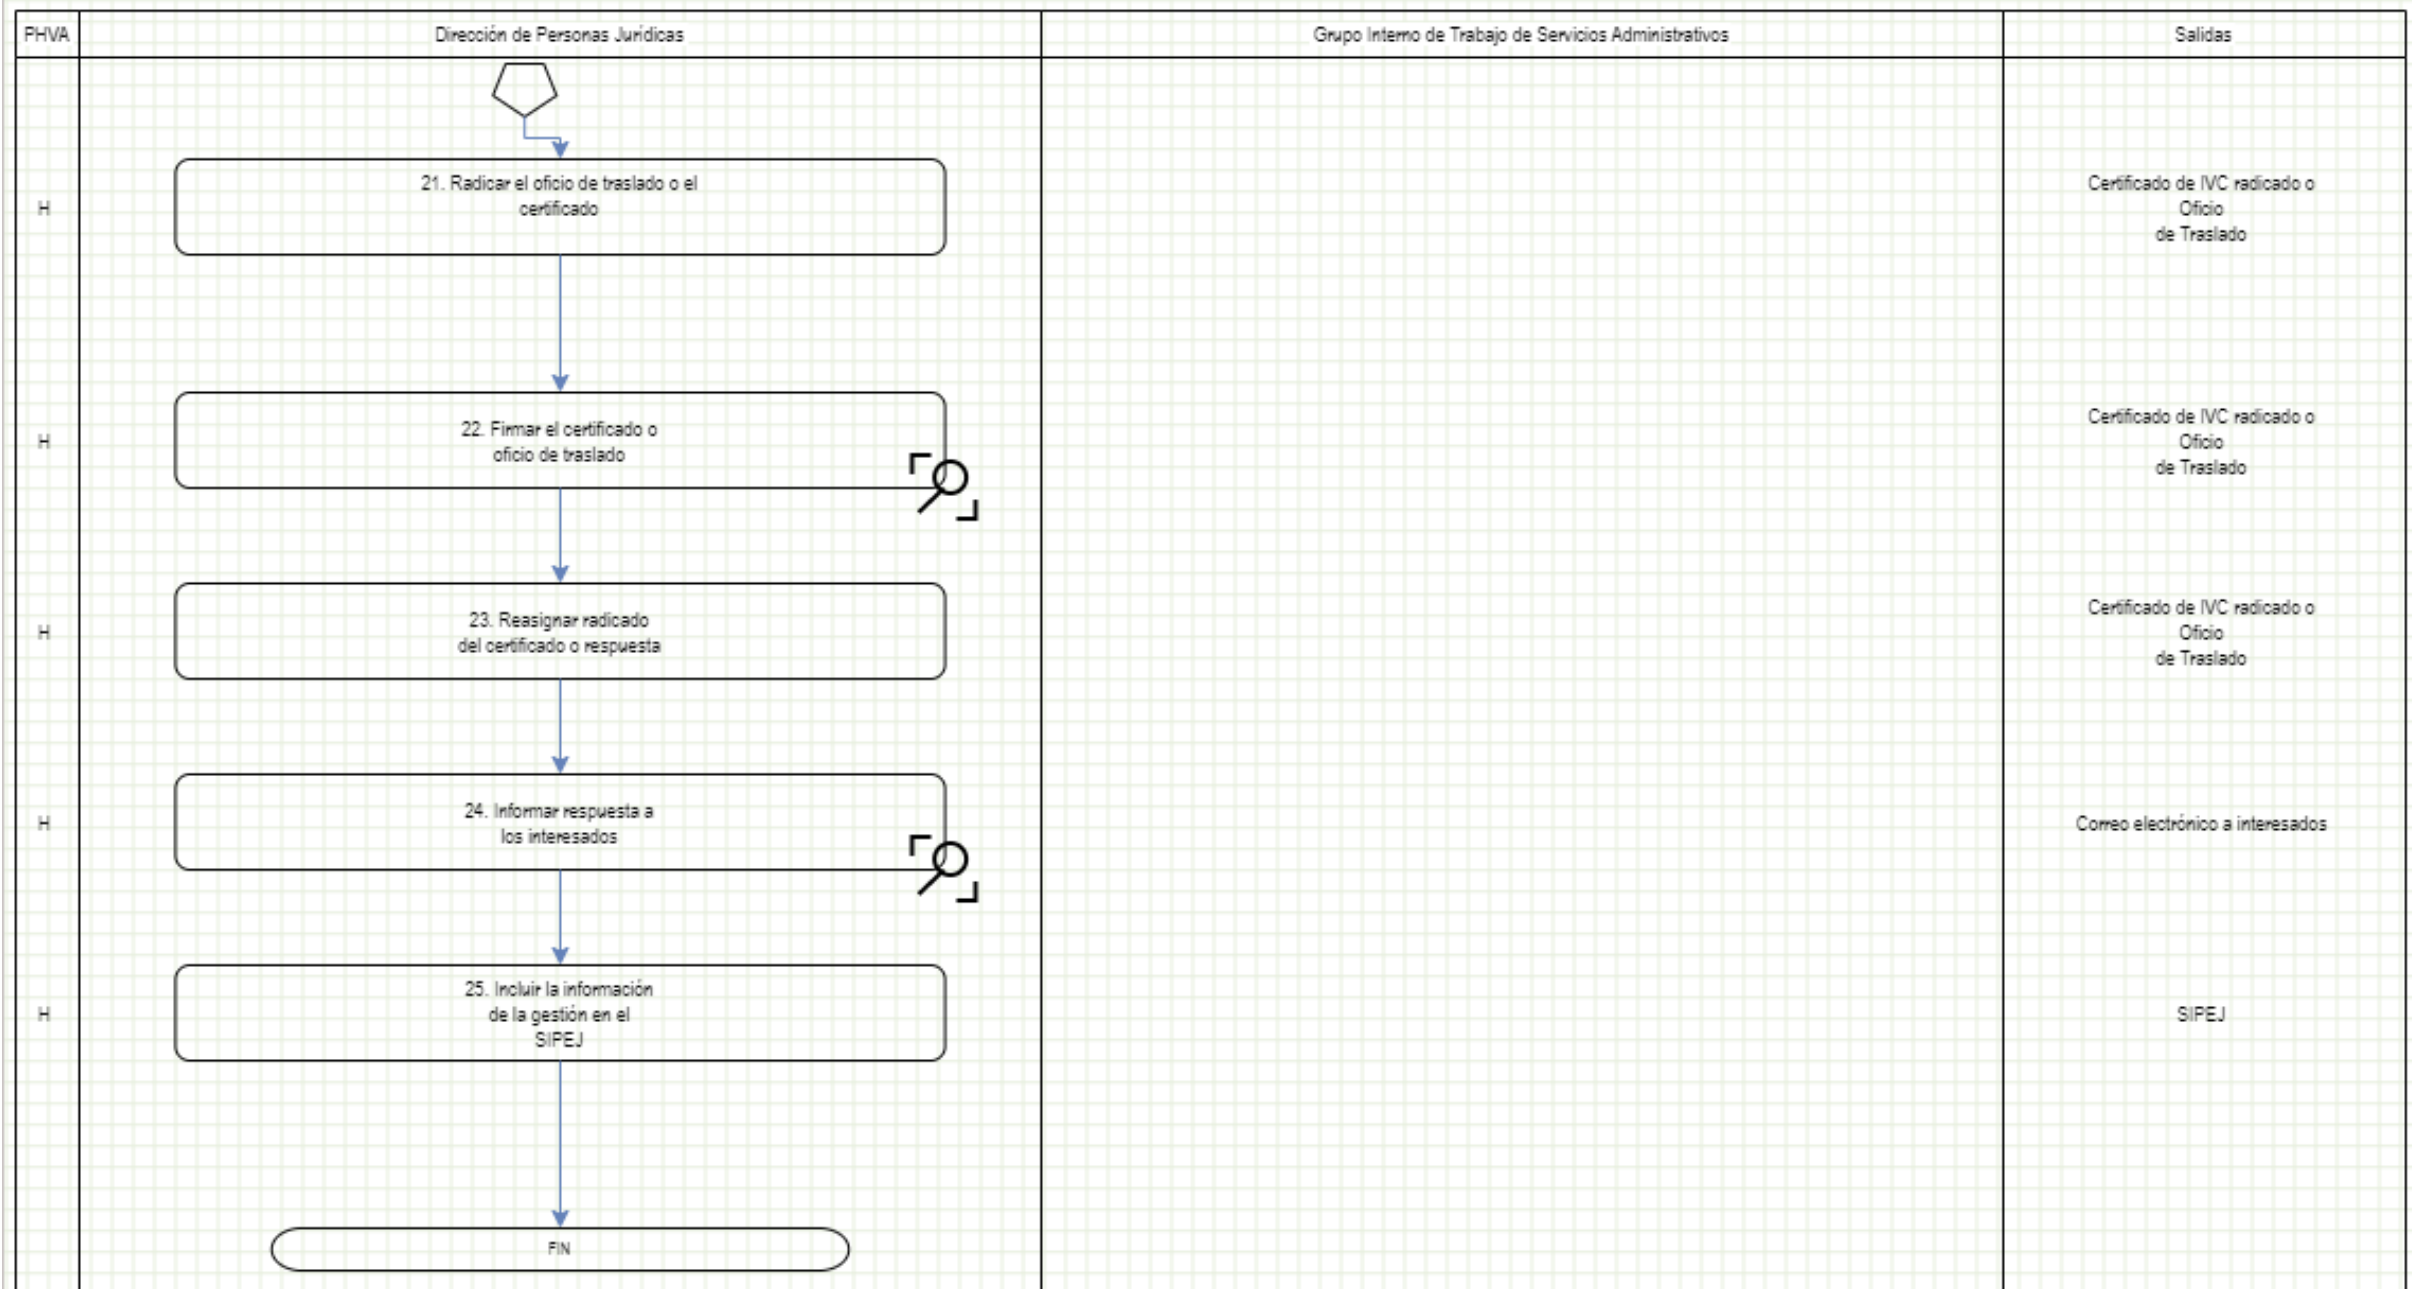 PHVA
Dirección de Personas Jurídicas
Grupo Interno de Trabajo de Servicios Administrativos
Salidas
H
21. Radicar el oficio de traslado o el
certificado
Certificado de IVC radicado o
Oficio
de Traslado
H
22. Firmar el certificado o
oficio de traslado
Certificado de IVC radicado o
Oficio
de Traslado
H
23. Reasignar radicado
del certificado o respuesta
Certificado de IVC radicado o
Oficio
de Traslado
H
24. Informar respuesta a
los interesados
Correo electrónico a interesados
H
25. Incluir la información
de la gestión en el
SIPEJ
SIPEJ
FIN